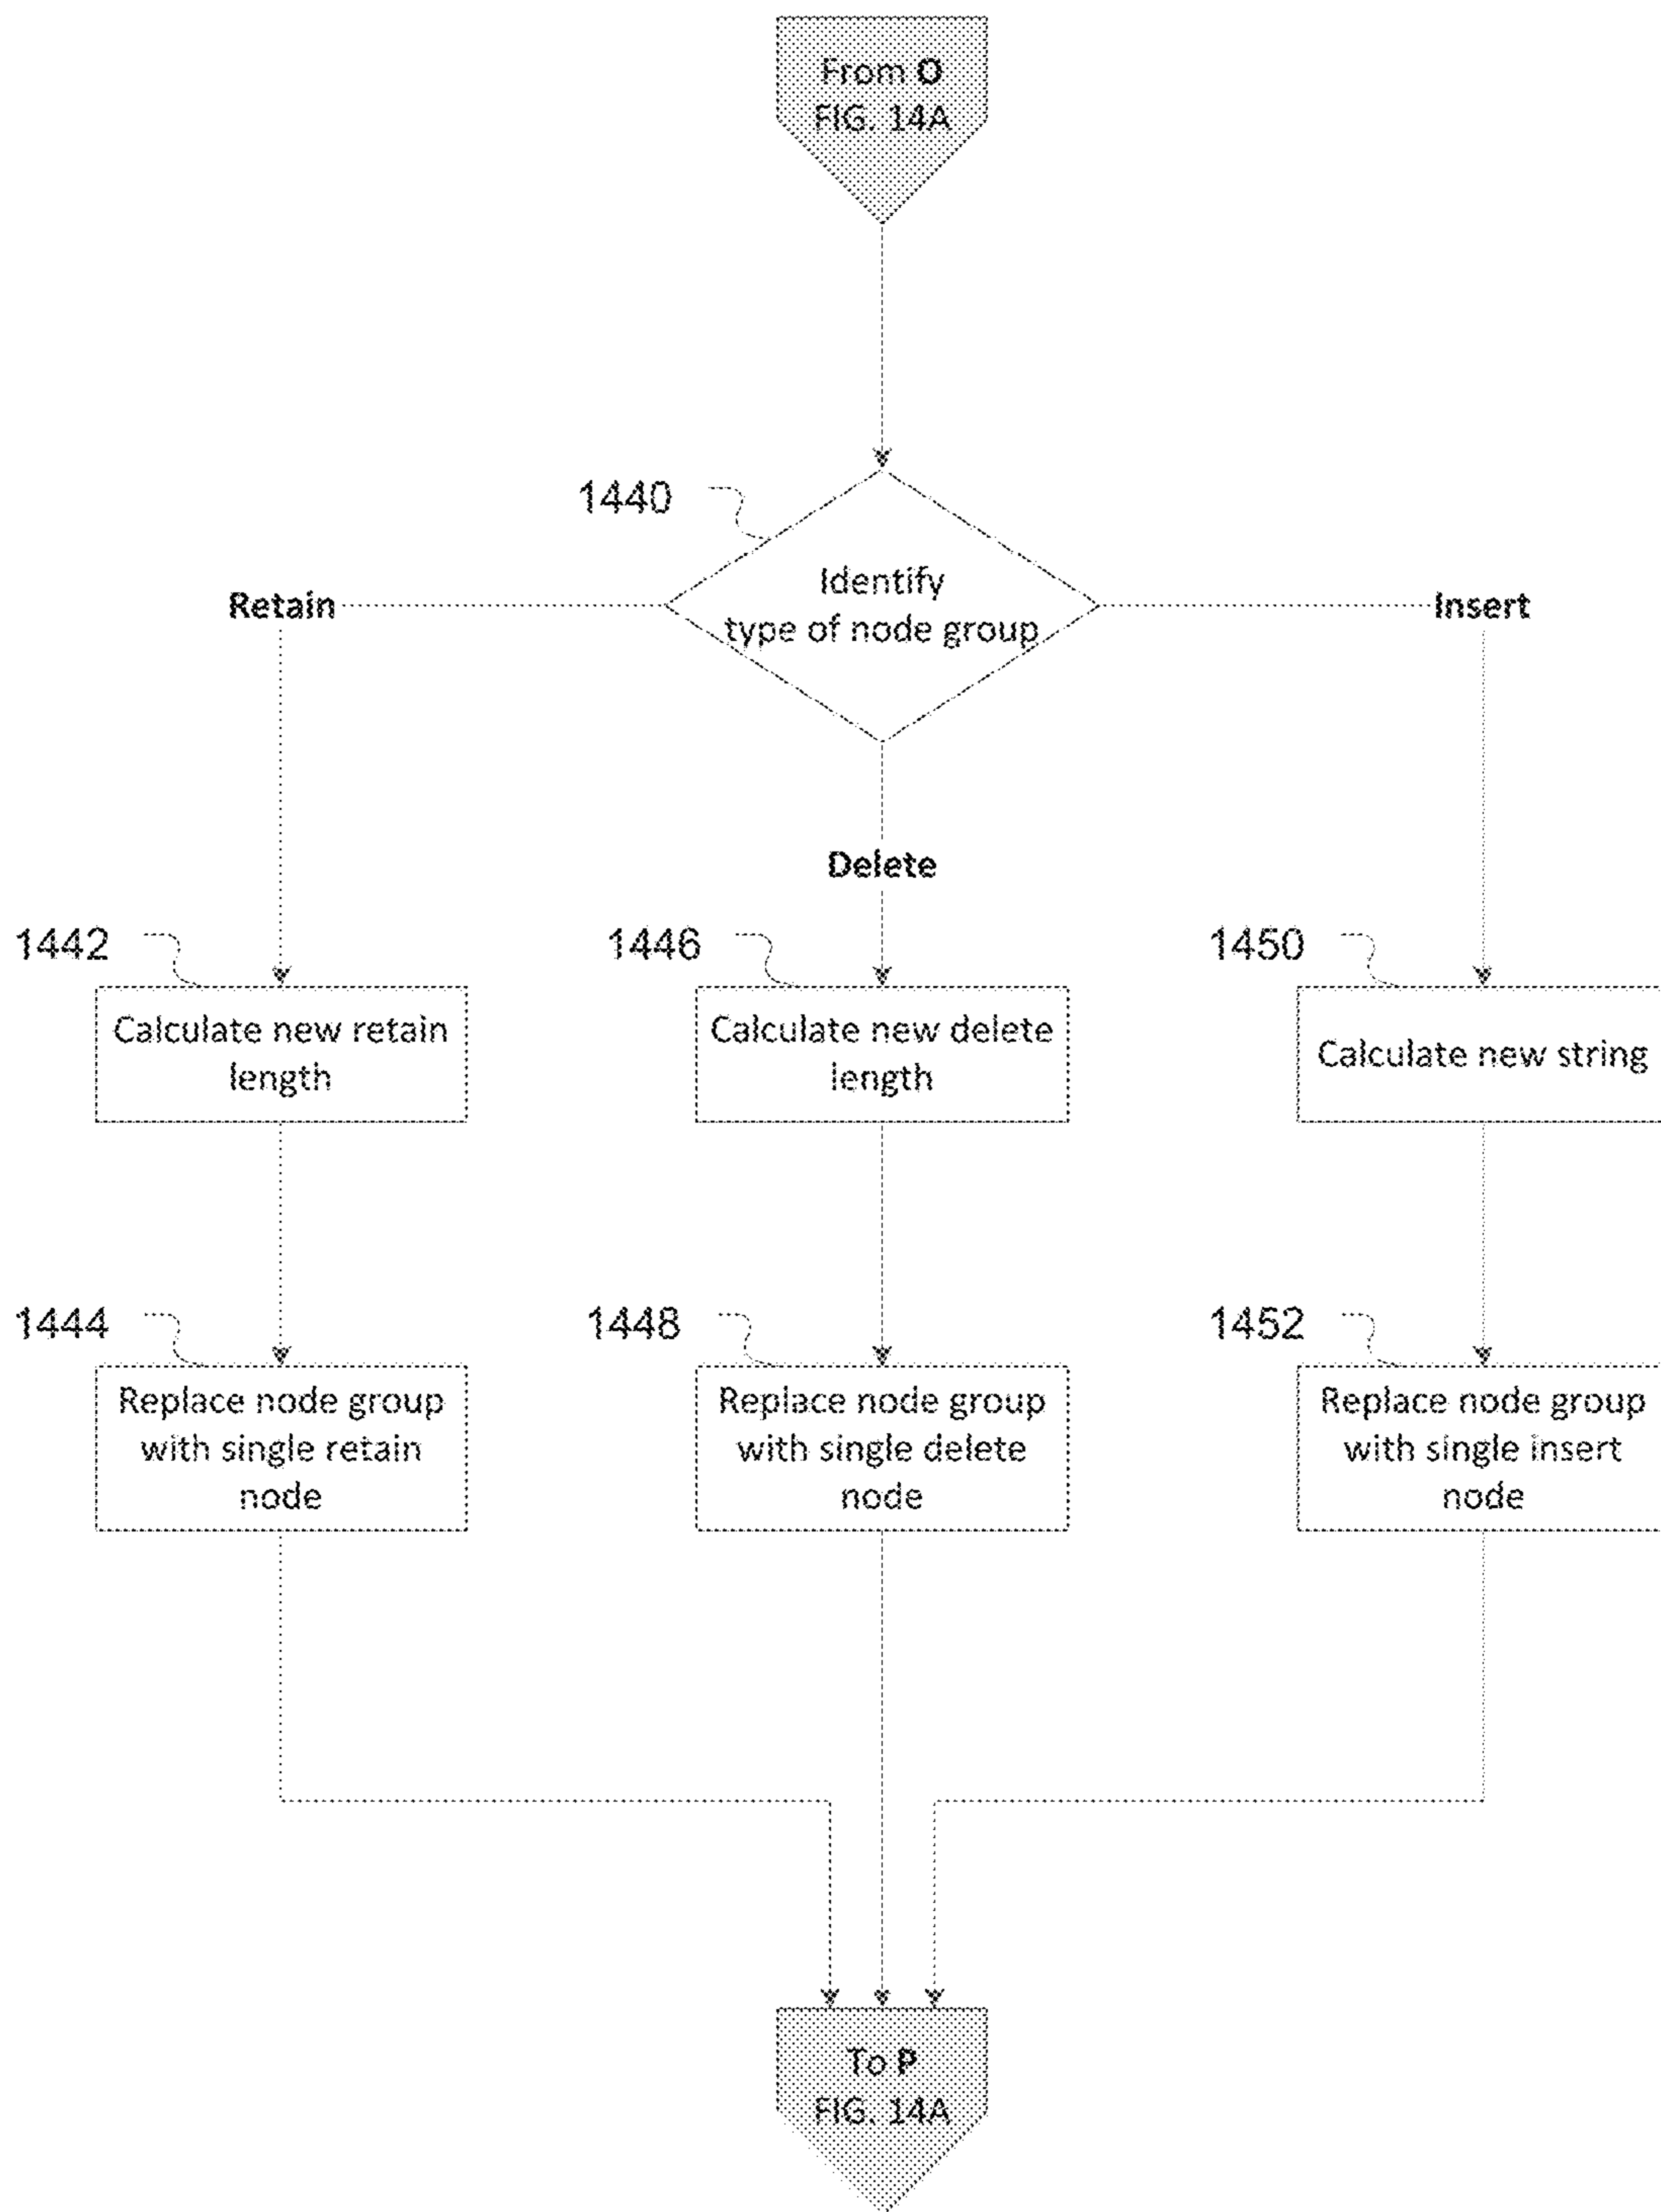 From O
FIG. 14A
1440
Identify
type of node group
Retain
Insert
Delete
1442
1446
1450
Calculate new retain
length
Calculate new delete
length
Calculate new string
1444
1448
1452
Replace node group
with single retain
node
Replace node group
with single delete
node
Replace node group
with single insert
node
To P
FIG. 14A